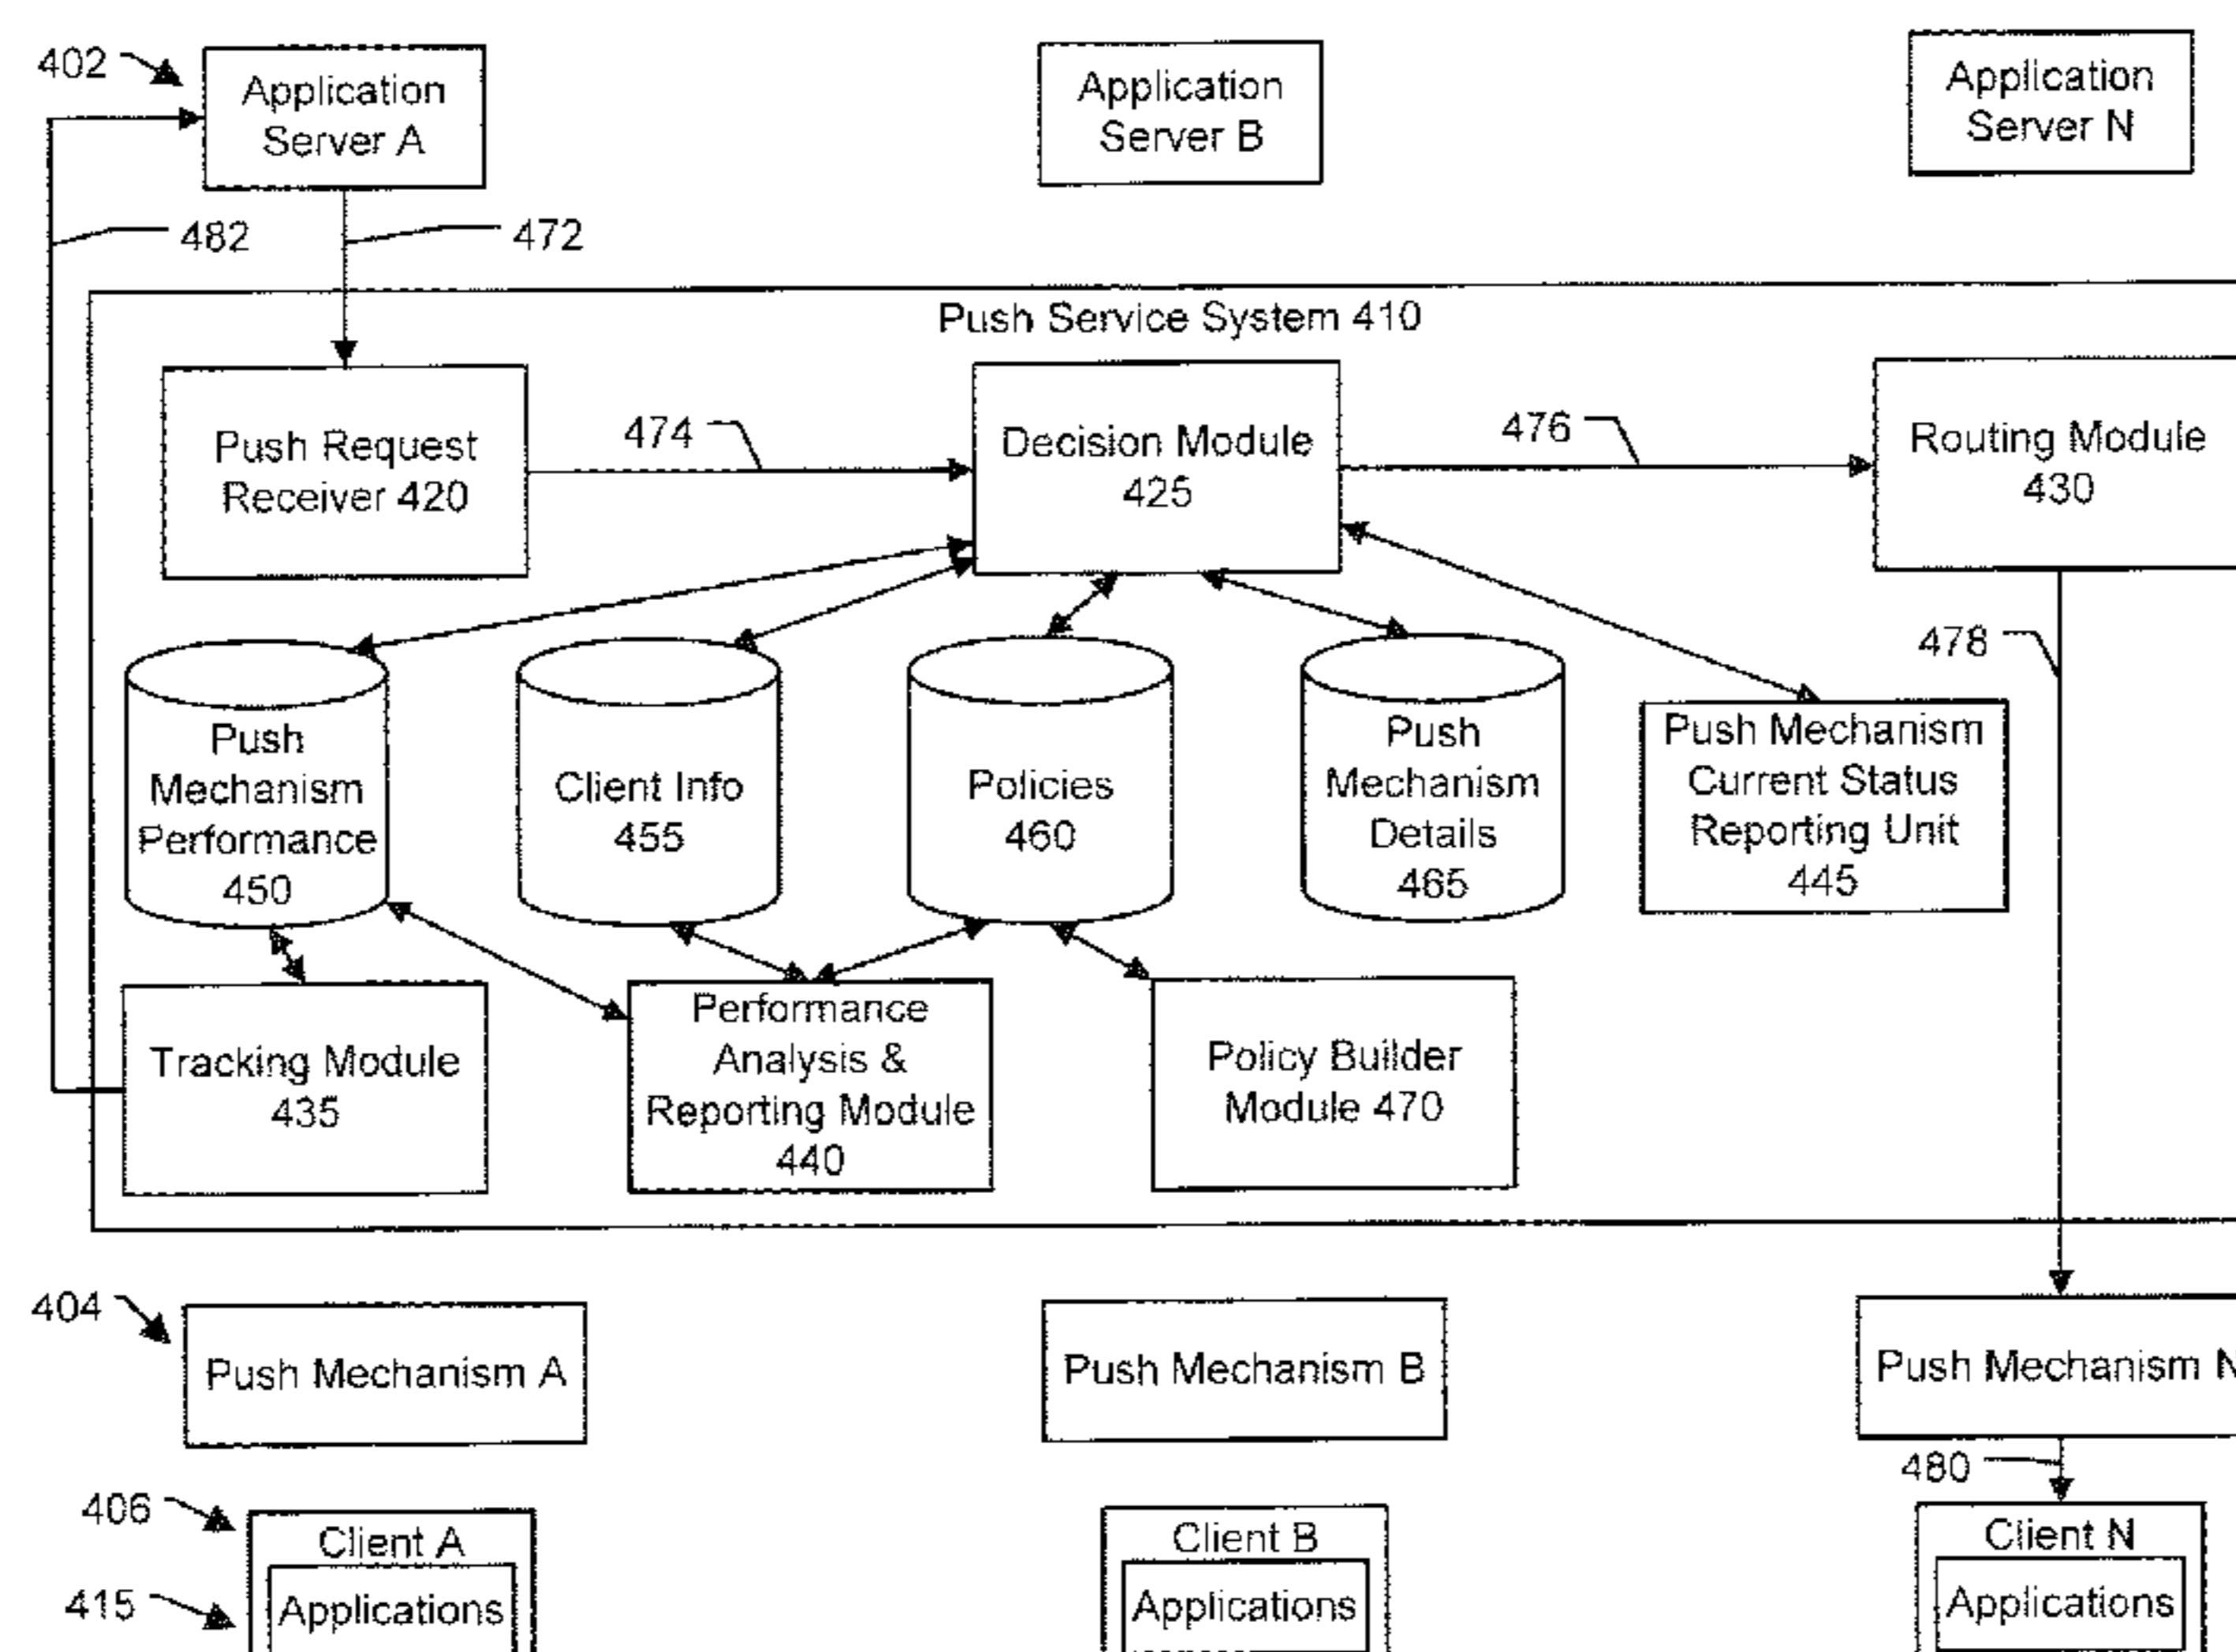 402
Application
Server A
Application
Server B
Application
Server N
482
472
Push Service System 410
Push Request
Receiver 420
474
Decision Module
425
476
Routing Module
430
478
Push
Mechanism
Performance
450
Client Info
455
Policies
460
Push
Mechanism
Details
465
Push Mechanism
Current Status
Reporting Unit
445
Tracking Module
435
Performance
Analysis &
Reporting Module
440
Policy Builder
Module 470
404
Push Mechanism A
Push Mechanism B
Push Mechanism N
480
406
Client A
Client B
Client N
415
Applications
Applications
Applications